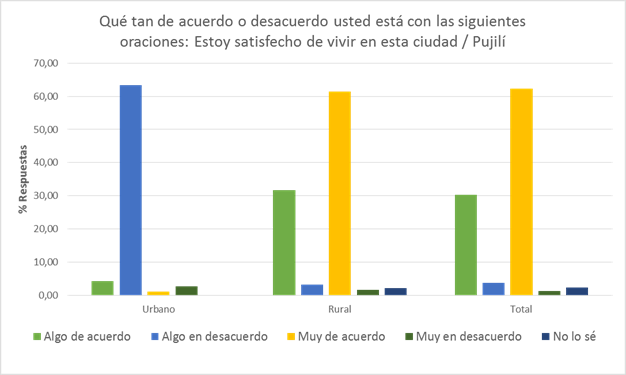 Qué tan de acuerdo o desacuerdo usted está con las siguientes
oraciones: Estoy satisfecho de vivir en esta ciudad / Pujilí
70,00
60,00
50,00
40,00
30,00
20,00
10,00
0,00
% Respuestas
Urbano Rural Total
Algo de acuerdo Algo en desacuerdo Muy de acuerdo Muy en desacuerdo No lo sé